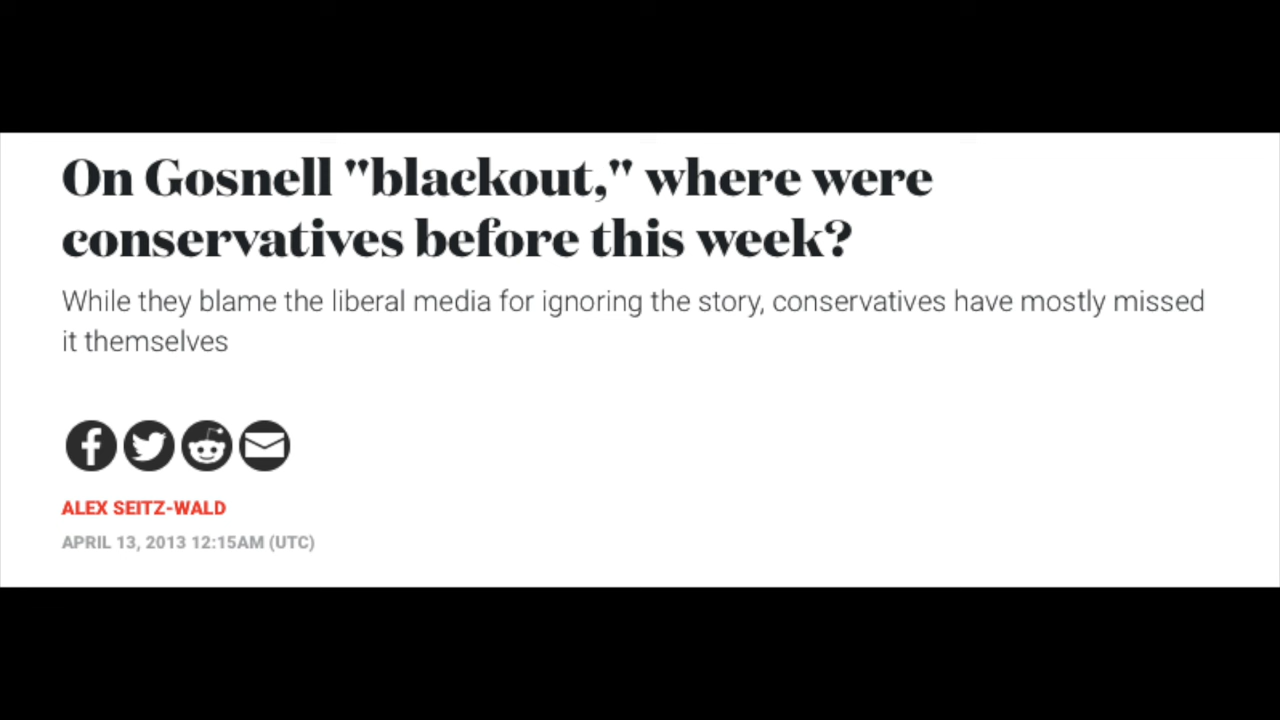 On Gosnell "blackout," where were
conservatives before this week?
While they blame the liberal media for ignoring the story, conservatives have mostly missed
it themselves
ALEX SEITZ-WALD
APRIL 13, 2013 12:15AM (UTC)